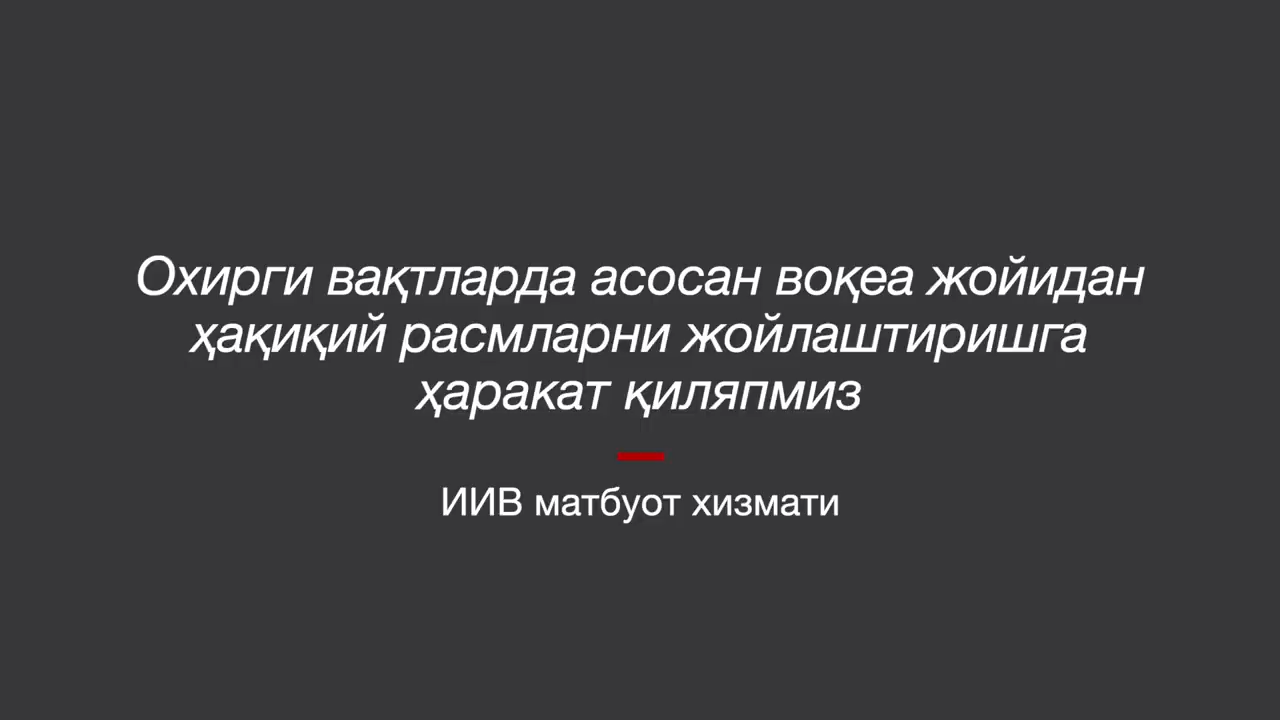 Охирги вақтларда асосан воқеа жойидан
ҳақиқий расмларни жойлаштиришга
ҳаракат қиляпмиз
ИИВ матбуот хизмати